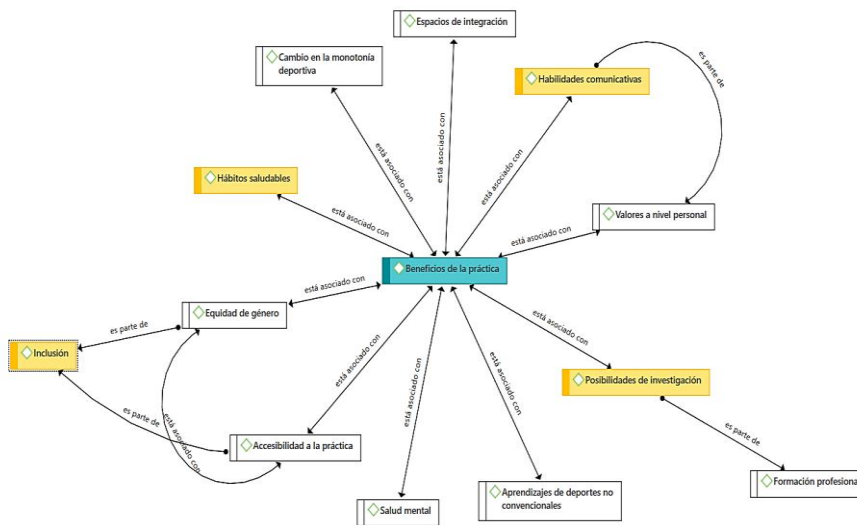 Espacios de integración
Cambio en la monotonía
deportiva
es parte de
Habilidades comunicativas
está asociado con
está asociado con
está asociado con
Hábitos saludables
está asociado con
Valores a nivel personal
está asociado con
Beneficios de la práctica
está asociado con
Equidad de género
es parte de
está asociado con
Inclusión
está asociado con
Posibilidades de investigación
está asociado con
está asociado con
es parte de
está asociado con
Accesibilidad a la práctica
es parte de
Formación profesional
Aprendizajes de deportes no
convencionales
Salud mental